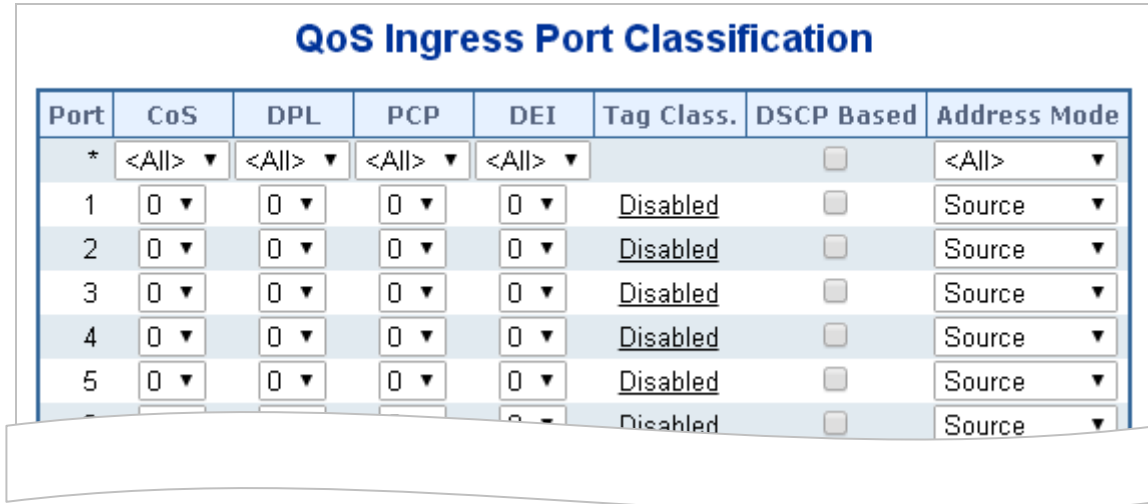 QoS Ingress Port Classification
Port CoS DPL PCP DEI Tag Class. DSCP Based Address Mode
* <All> <All> <All> <All> <All>
1 0 0 0 0 Disabled Source
2 0 0 0 0 Disabled Source
3 0 0 0 0 Disabled Source
4 0 0 0 0 Disabled Source
5 0 0 0 0 Disabled Source
Disabled Source